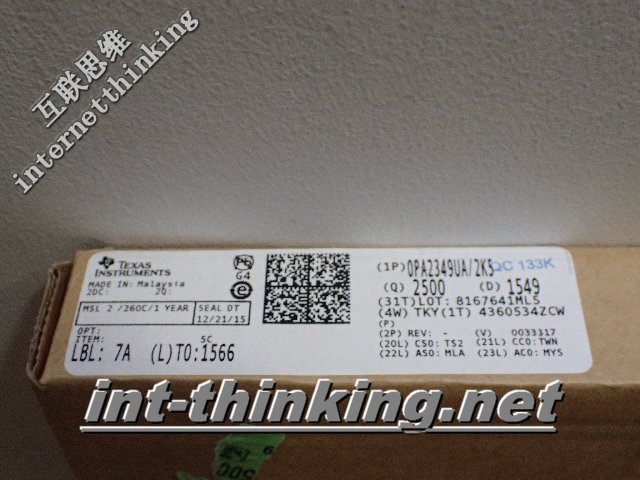 互联思维
internetthinking
TEXAS
INSTRUMENTS
MADE IN: Malaysia
2DC: 2Q:
MSL 2 /260C/1 YEAR
SEAL DT
12/21/15
OPT:
ITEM: 5C
LBL: 7A (L)TO:1566
G4
(1P) OPA2349UA/2K5 QC 133K
(Q) 2500 (D) 1549
(31T)LOT: 8167641ML5
(4W) TKY(1T) 4360534ZCW
(P)
(2P) REV: - (V) 0033317
(20L) CSO: TS2 (21L) CCO:TWN
(22L) ASO: MLA (23L) ACO: MYS
int-thinking.net